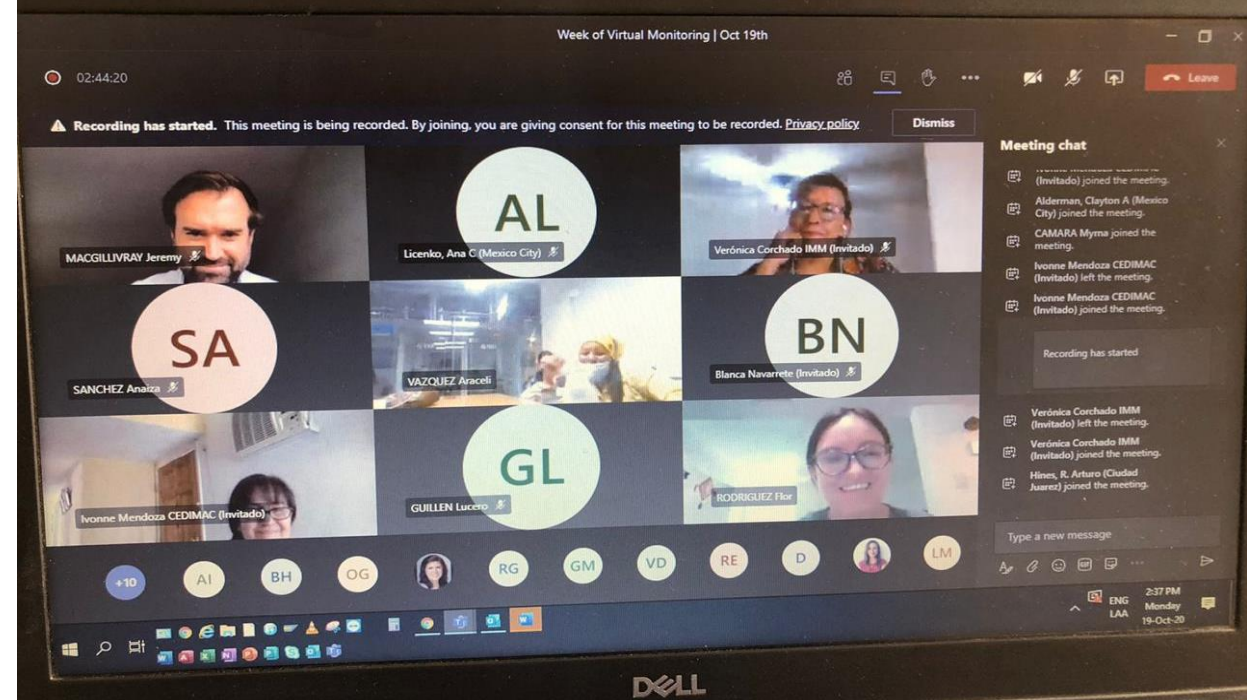 Week of Virtual Monitoring | Oct 19th
02:44:20
Leave
Recording has started. This meeting is being recorded. By joining, you are giving consent for this meeting to be recorded. Privacy policy
Dismiss
MACGILLIVRAY Jeremy
AL
Licenko, Ana C (Mexico City)
Verónica Corchado IMM (Invitado)
SA
SANCHEZ Anaiza
VAZQUEZ Araceli
BN
Blanca Navarrete (Invitado)
Ivonne Mendoza CEDIMAC (Invitado)
GL
GUILLEN Lucero
RODRIGUEZ Flor
+10
AI
BH
OG
RG
GM
VD
RE
D
LM
Meeting chat
(Invitado) joined the meeting.
Alderman, Clayton A (Mexico
City) joined the meeting.
CAMARA Myrna joined the
meeting.
Ivonne Mendoza CEDIMAC
(Invitado) left the meeting.
Ivonne Mendoza CEDIMAC
(Invitado) joined the meeting.
Recording has started
Verónica Corchado IMM
(Invitado) left the meeting.
Verónica Corchado IMM
(Invitado) joined the meeting.
Hines, R. Arturo (Ciudad
Juarez) joined the meeting.
Type a new message
GIF
ENG
LAA
2:37 PM
Monday
19-Oct-20
DELL